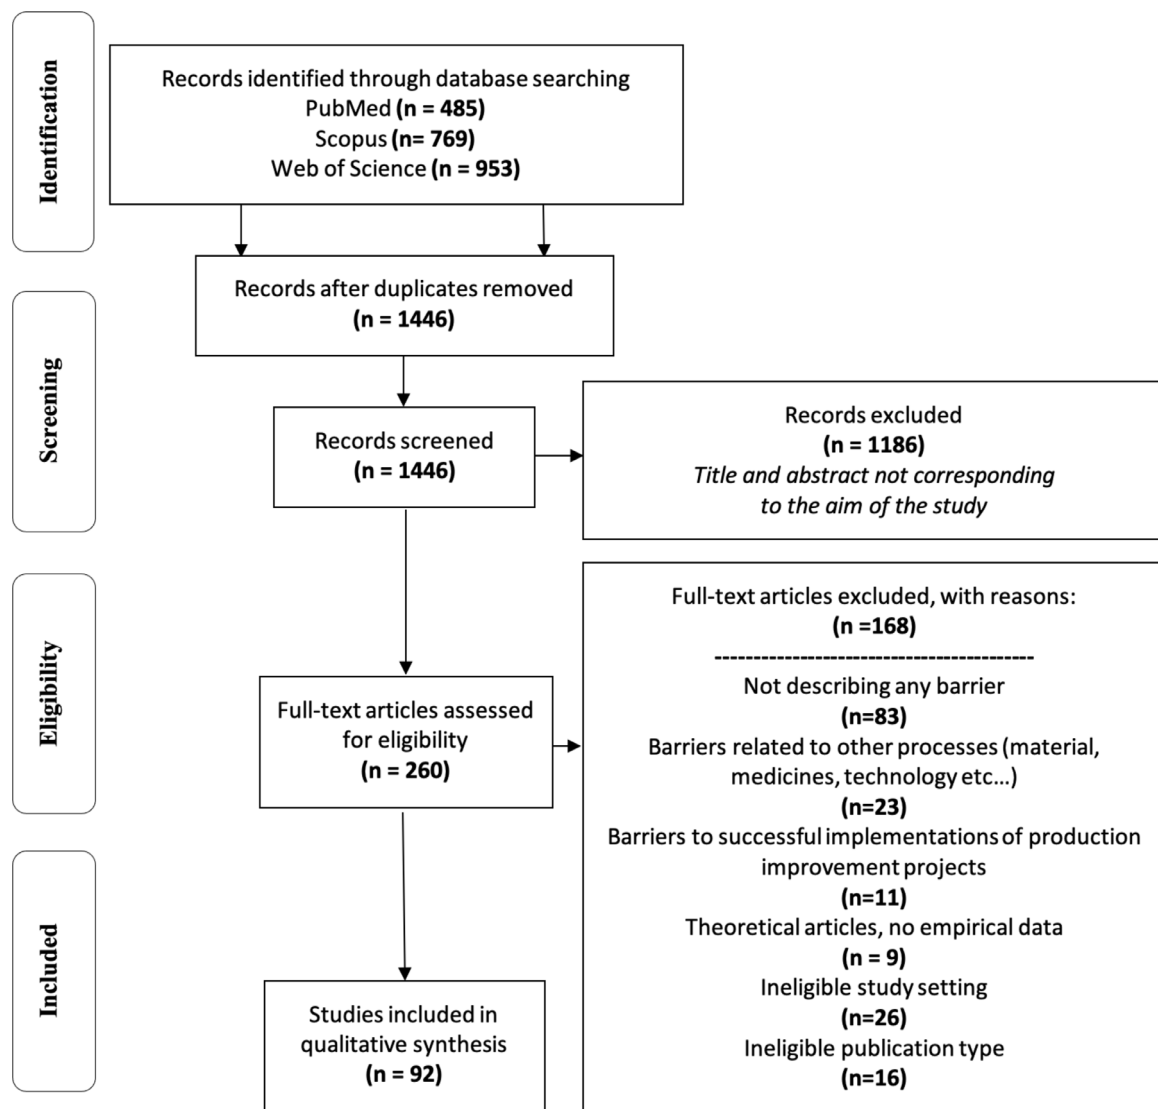 Identification
Records identified through database searching
PubMed (n = 485)
Scopus (n= 769)
Web of Science (n = 953)
Records after duplicates removed
(n = 1446)
Screening
Records screened
(n = 1446)
Records excluded
(n = 1186)
Title and abstract not corresponding
to the aim of the study
Eligibility
Full-text articles assessed
for eligibility
(n = 260)
Full-text articles excluded, with reasons:
(n =168)
-----------------------------------------
Not describing any barrier
(n=83)
Barriers related to other processes (material,
medicines, technology etc…)
(n=23)
Barriers to successful implementations of production
improvement projects
(n=11)
Theoretical articles, no empirical data
(n = 9)
Ineligible study setting
(n=26)
Ineligible publication type
(n=16)
Included
Studies included in
qualitative synthesis
(n = 92)